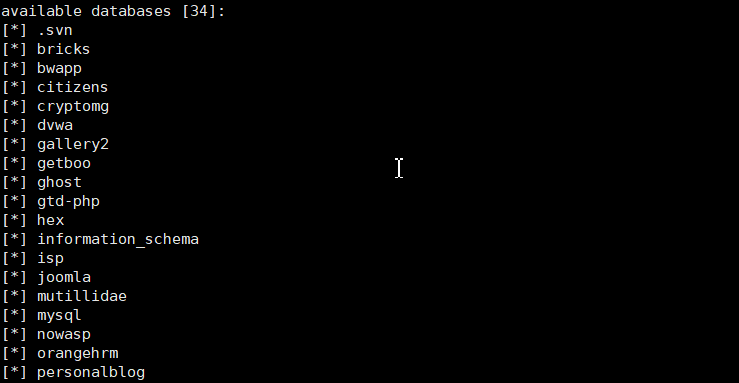 available databases [34]:
[*] .svn
[*] bricks
[*] bwapp
[*] citizens
[*] cryptomg
[*] dvwa
[*] gallery2
[*] getboo
[*] ghost
[*] gtd-php
[*] hex
[*] information_schema
[*] isp
[*] joomla
[*] mutillidae
[*] mysql
[*] nowasp
[*] orangehrm
[*] personalblog